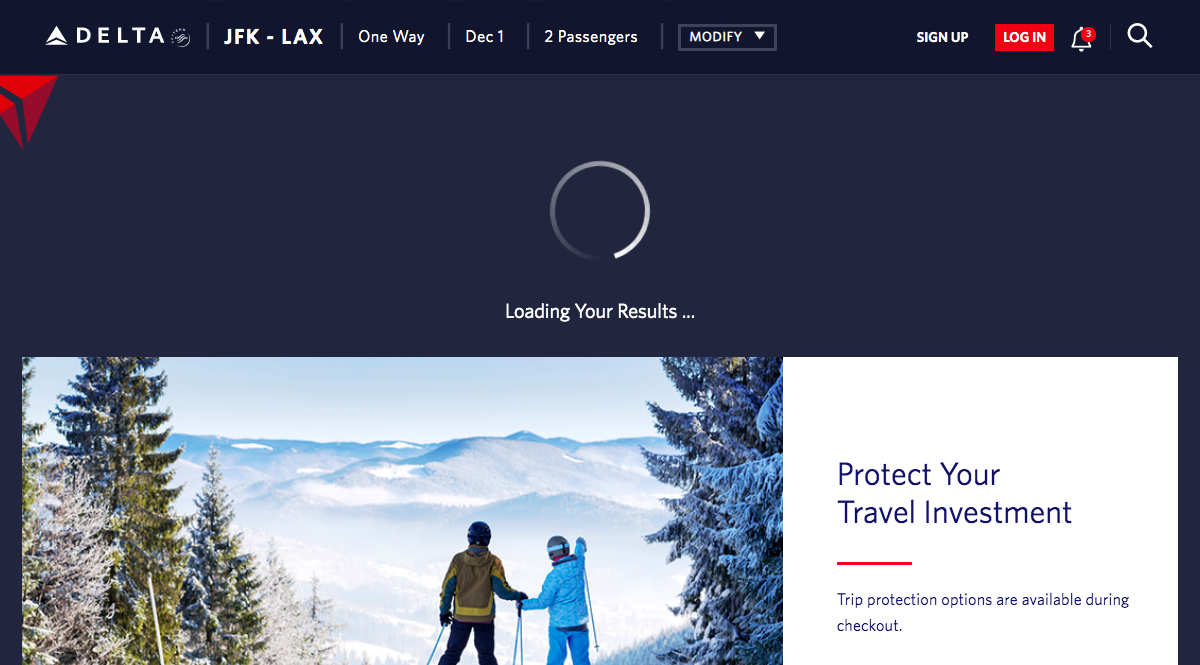 DELTA
JFK - LAX
One Way
Dec 1
2 Passengers
MODIFY
SIGN UP
LOG IN
3
Loading Your Results ...
Protect Your
Travel Investment
Trip protection options are available during
checkout.